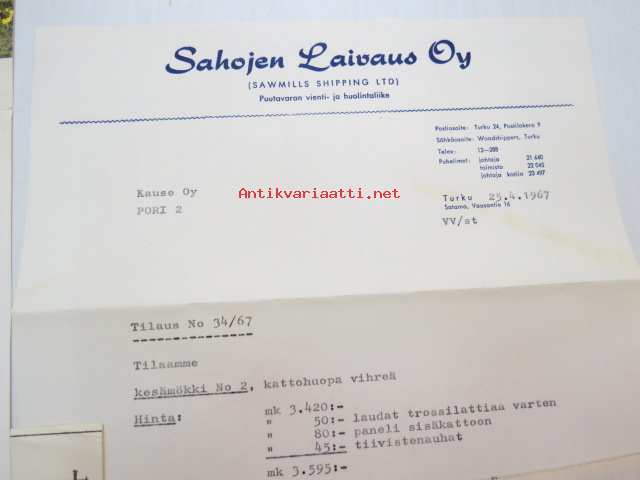 Sahojen Laivaus Oy
(SAWMILLS SHIPPING LTD)
Puutavaran vienti- ja huolintaliike
Postiosoite: Turku 24, Postilokero 9
Sähköosoite: Woodshippers, Turku
Telex: 12-288
Puhelimet: johtaja 21 640
toimisto 22 045
johtaja kotiin 23 497
Kause Oy
PORI 2
Antikvariaatti.net
Turku 25.4.1967
Satama, Vaasantie 16
VV/st
Tilaus No 34/67
Tilaamme
kesämökki No 2, kattohuopa vihreä
Hinta: mk 3.420:-
" 50:- laudat trossilattiaa varten
" 80:- paneli sisäkattoon
" 45:- tiivistenauhat
mk 3.595:-